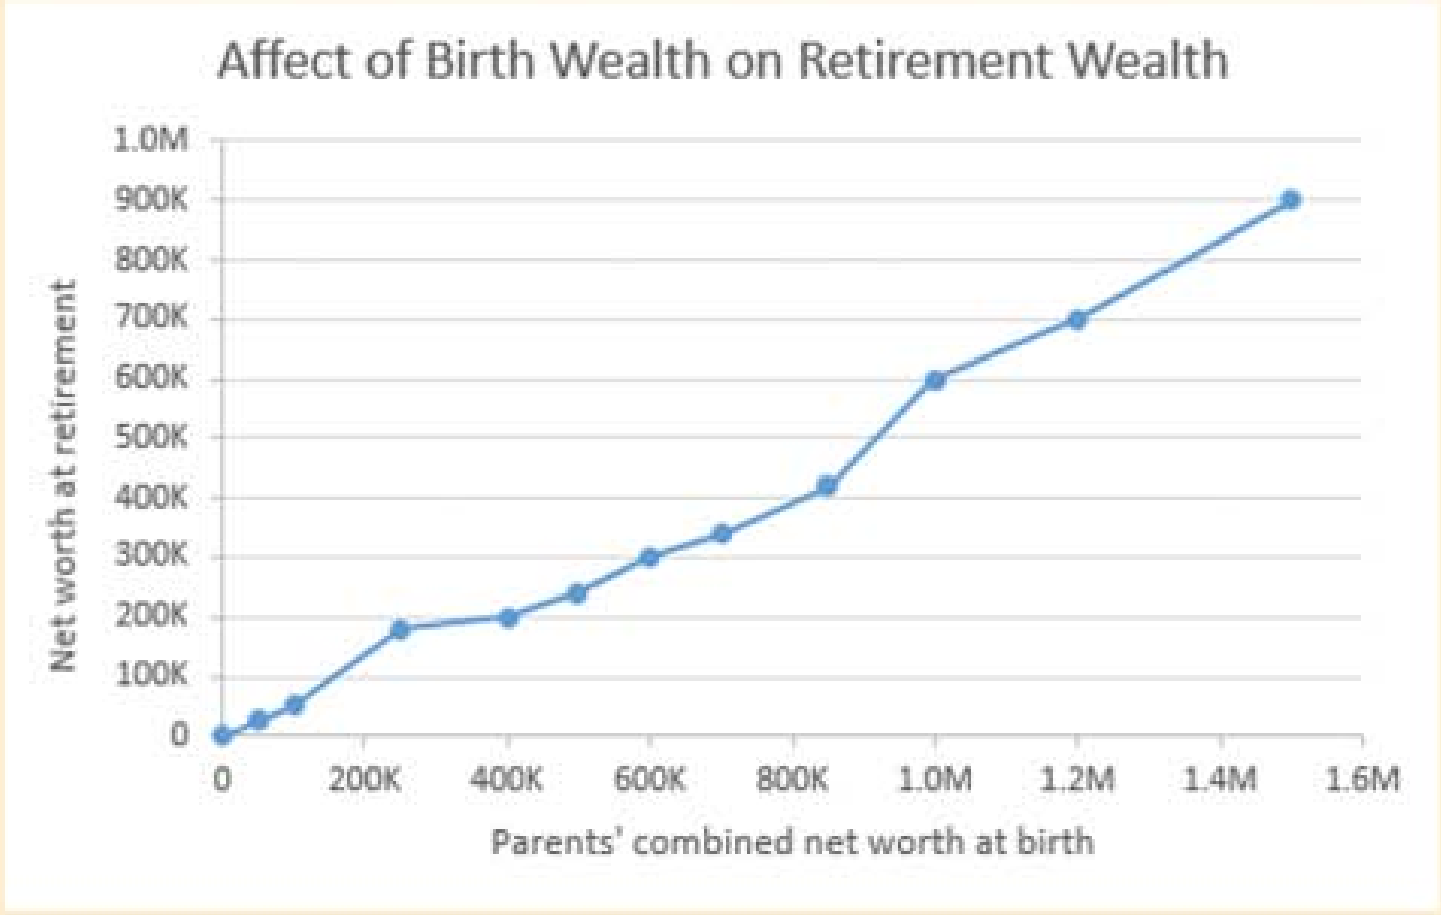 Affect of Birth Wealth on Retirement Wealth
1.0M
900K
800K
700K
600K
500K
400K
300K
200K
100K
0
Net worth at retirement
0 200K 400K 600K 800K 1.0M 1.2M 1.4M 1.6M
Parents' combined net worth at birth